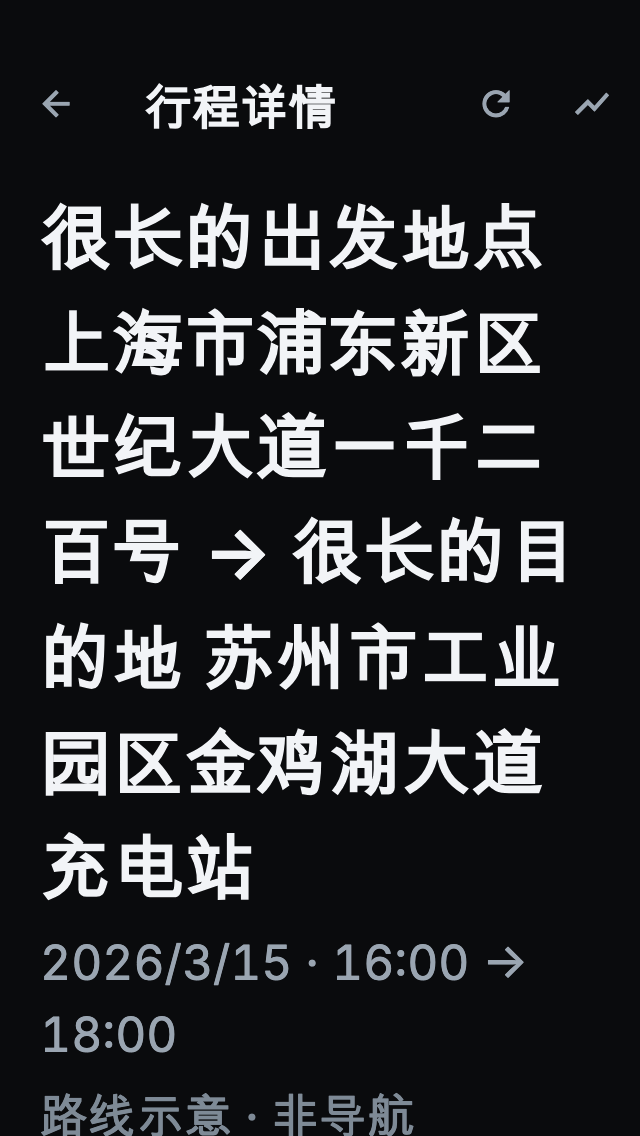 行程详情
很长的出发地点
上海市浦东新区
世纪大道一千二
百号 → 很长的目
的地 苏州市工业
园区金鸡湖大道
充电站
2026/3/15 · 16:00 →
18:00
路线示意 · 非导航